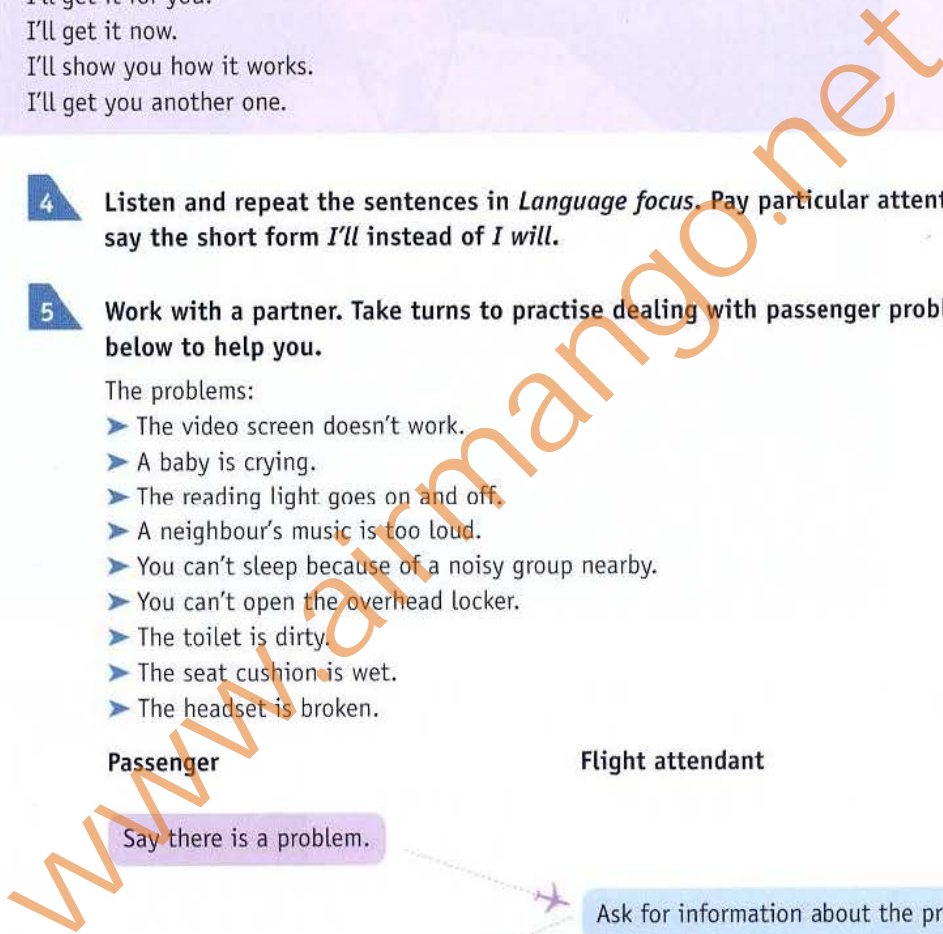 I'll get it for you.
I'll get it now.
I'll show you how it works.
I'll get you another one.
4 Listen and repeat the sentences in Language focus. Pay particular
say the short form I'll instead of I will.
5 Work with a partner. Take turns to practise dealing with passenger
below to help you.
The problems:
➤ The video screen doesn't work.
➤ A baby is crying.
➤ The reading light goes on and off.
➤ A neighbour's music is too loud.
➤ You can't sleep because of a noisy group nearby.
➤ You can't open the overhead locker.
➤ The toilet is dirty.
➤ The seat cushion is wet.
➤ The headset is broken.
Passenger Flight attendant
Say there is a problem.
Ask for information about the
www.airmango.net